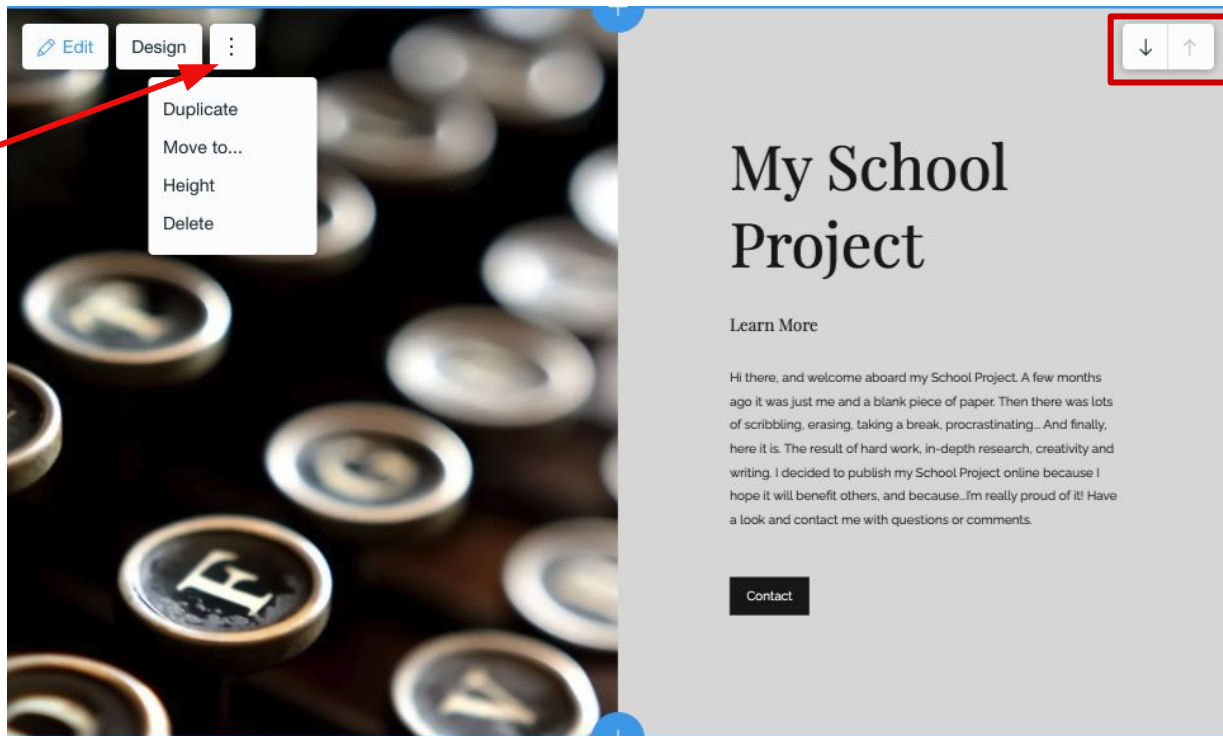 Edit Design
Duplicate
Move to...
Height
Delete
My School
Project
Learn More
Hi there, and welcome aboard my School Project. A few months
ago it was just me and a blank piece of paper. Then there was lots
of scribbling, erasing, taking a break, procrastinating... And finally,
here it is. The result of hard work, in-depth research, creativity and
writing. I decided to publish my School Project online because I
hope it will benefit others, and because...I'm really proud of it! Have
a look and contact me with questions or comments.
Contact
T
G
F
V